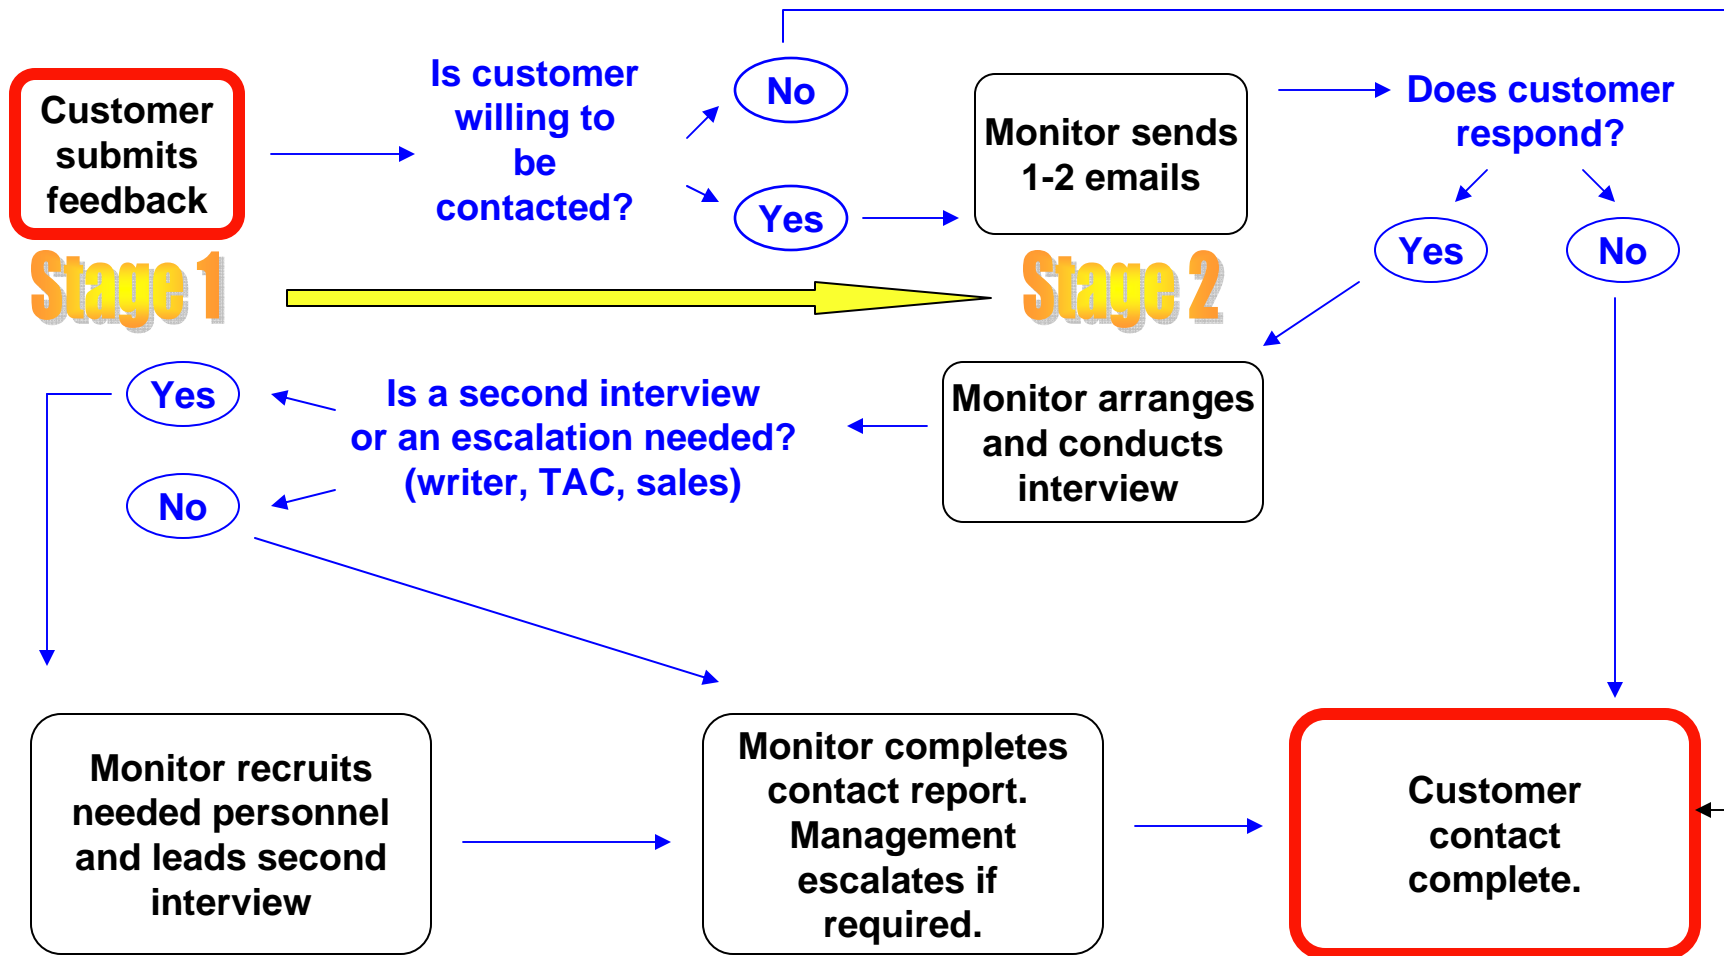 Customer
submits
feedback
Is customer
willing to
be
contacted?
No
Yes
Monitor sends
1-2 emails
Does customer
respond?
Yes
No
Stage 1
Stage 2
Yes
No
Is a second interview
or an escalation needed?
(writer, TAC, sales)
Monitor arranges
and conducts
interview
Monitor recruits
needed personnel
and leads second
interview
Monitor completes
contact report.
Management
escalates if
required.
Customer
contact
complete.